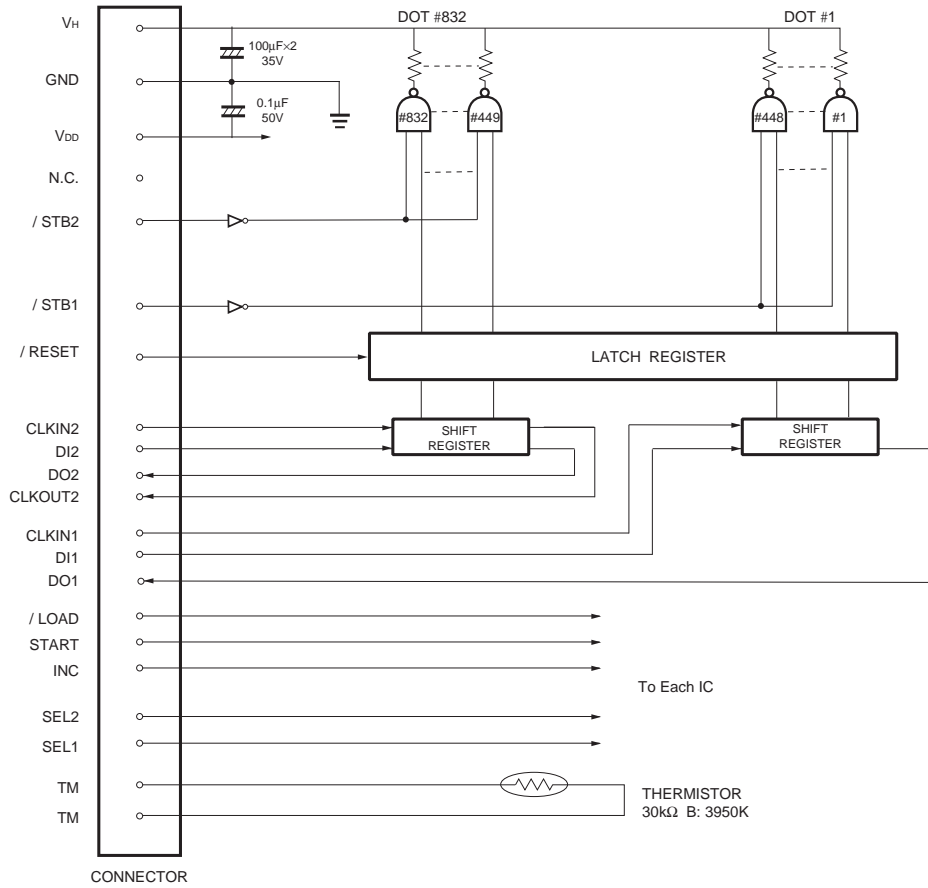 DOT #832
DOT #1
VH
100µF×2
35V
GND
0.1µF
50V
#832
#449
#448
#1
VDD
N.C.
/ STB2
/ STB1
/ RESET
LATCH REGISTER
CLKIN2
SHIFT
REGISTER
SHIFT
REGISTER
DI2
DO2
CLKOUT2
CLKIN1
DI1
DO1
/ LOAD
START
INC
To Each IC
SEL2
SEL1
TM
THERMISTOR
30kΩ B: 3950K
TM
CONNECTOR